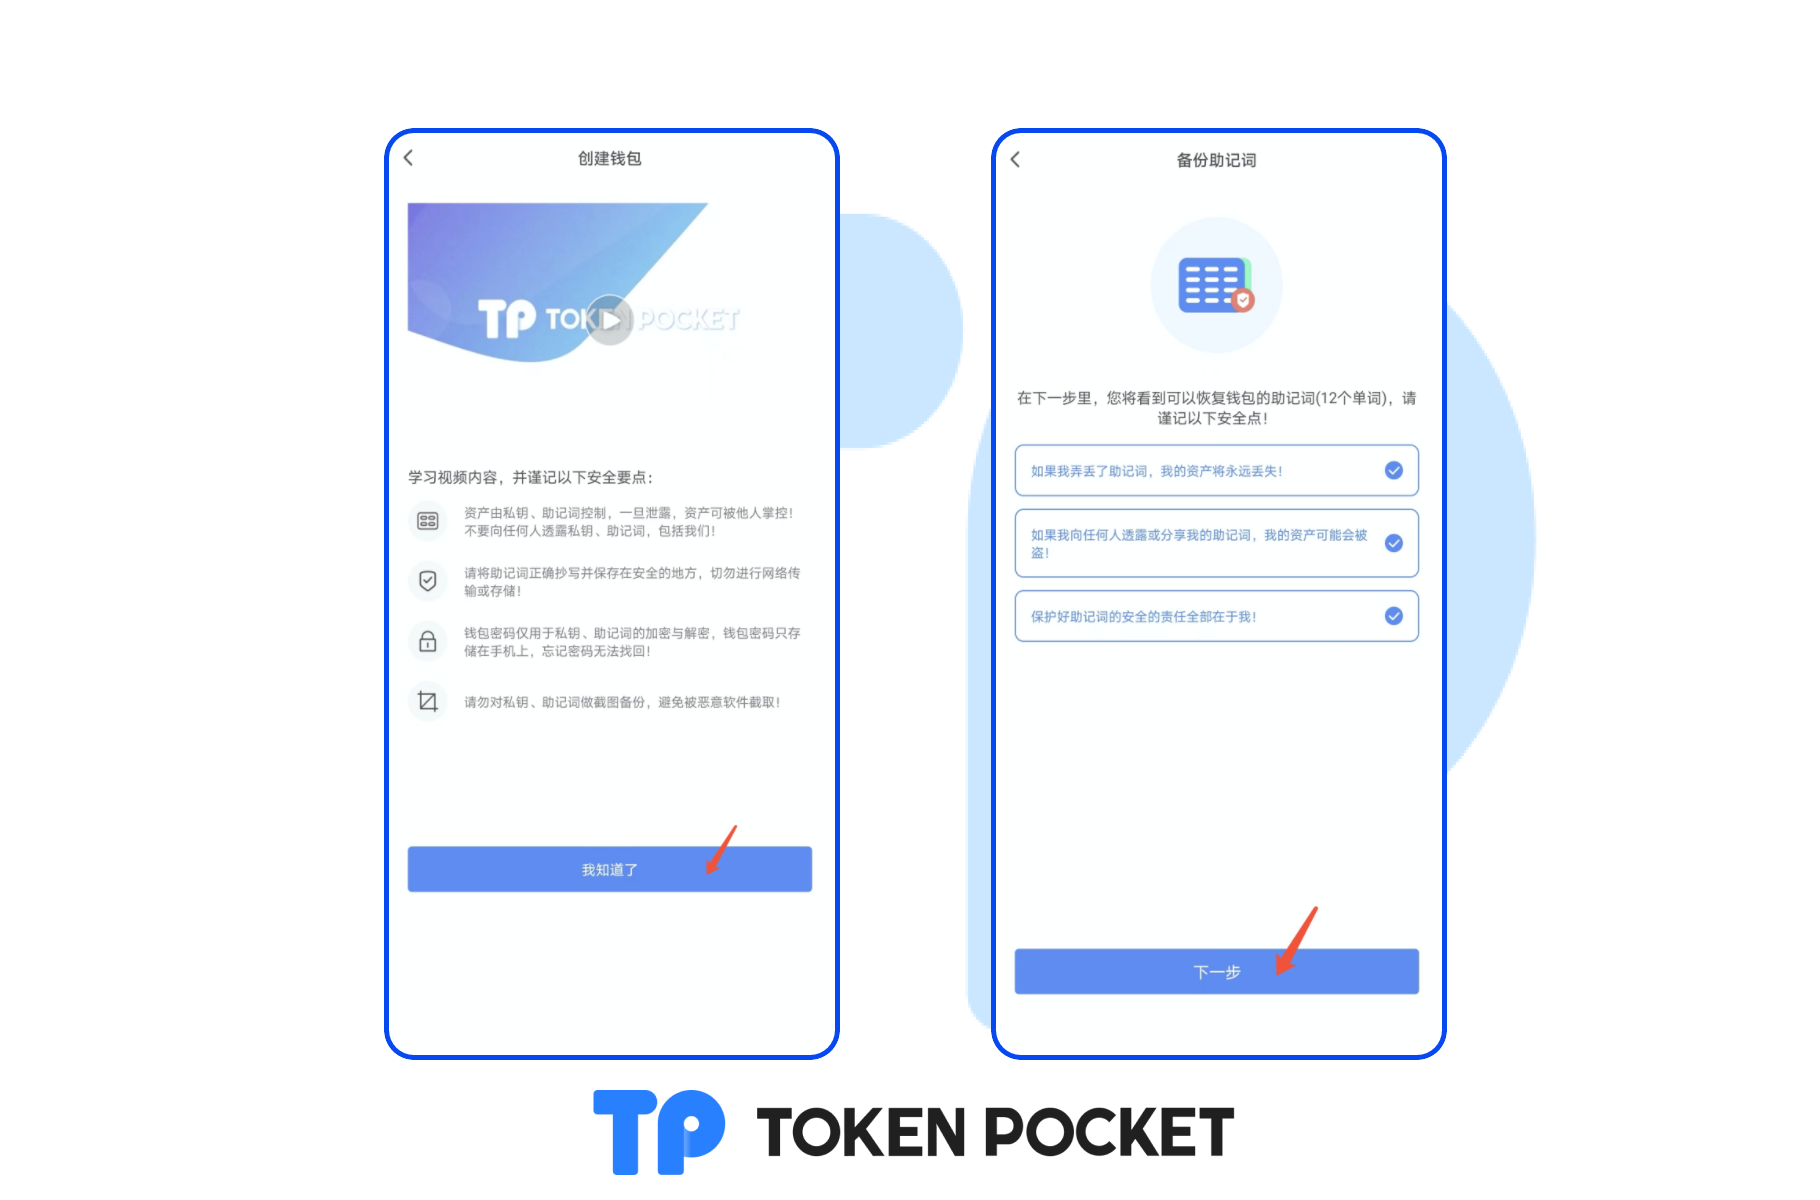 创建钱包
TP TOKEN POCKET
学习视频内容，并谨记以下安全要点：
资产由私钥、助记词控制，一旦泄露，资产可被他人掌控！
不要向任何人透露私钥、助记词，包括我们！
请将助记词正确抄写并保存在安全的地方，切勿进行网络传
输或存储！
钱包密码仅用于私钥、助记词的加密与解密，钱包密码只存
储在手机上，忘记密码无法找回！
请勿对私钥、助记词做截图备份，避免被恶意软件截取！
我知道了
备份助记词
在下一步里，您将看到可以恢复钱包的助记词(12个单词)，请
谨记以下安全点！
如果我弄丢了助记词，我的资产将永远丢失！
如果我向任何人透露或分享我的助记词，我的资产可能会被
盗！
保护好助记词的安全的责任全部在于我！
下一步
TP TOKEN POCKET